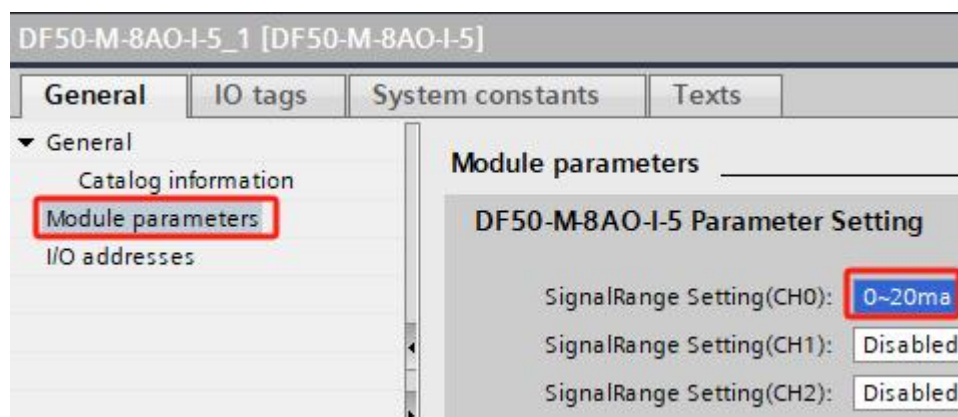 DF50-M-8AO-I-5_1 [DF50-M-8AO-I-5]
General IO tags System constants Texts
General
Catalog information
Module parameters
I/O addresses
Module parameters
DF50-M-8AO-I-5 Parameter Setting
SignalRange Setting(CH0): 0~20ma
SignalRange Setting(CH1): Disabled
SignalRange Setting(CH2): Disabled